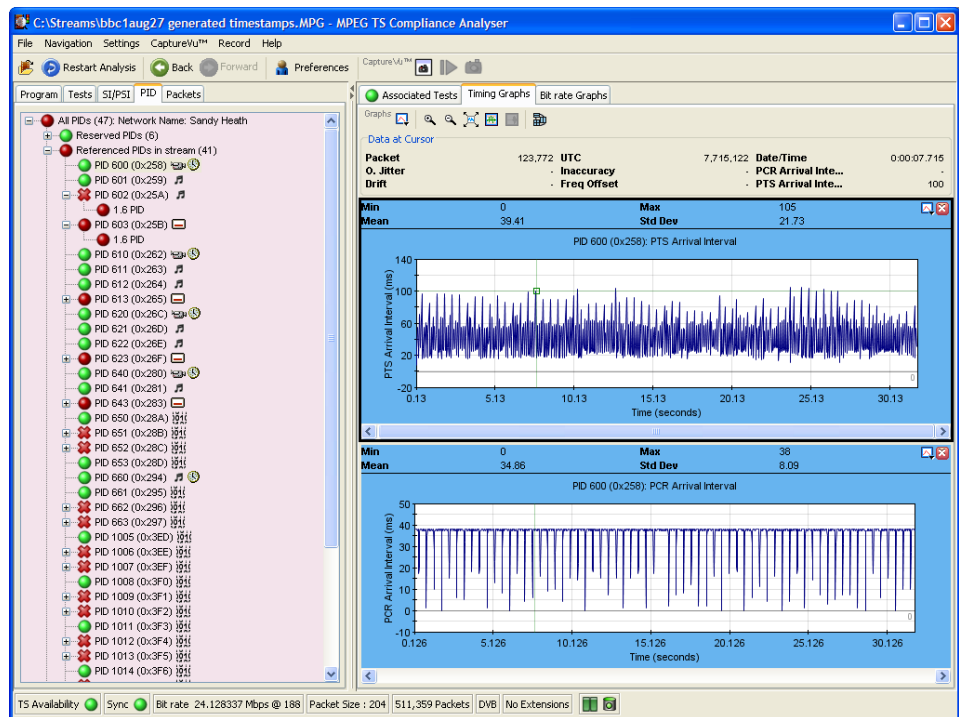 C:\Streams\bbc1aug27 generated timestamps.MPG - MPEG TS Compliance Analyser
File Navigation Settings CaptureVu™ Record Help
Restart Analysis Back Forward Preferences CaptureVu™
Program Tests SI/PSI PID Packets
All PIDs (47): Network Name: Sandy Heath
Reserved PIDs (6)
Referenced PIDs in stream (41)
PID 600 (0x258)
PID 601 (0x259)
PID 602 (0x25A)
1.6 PID
PID 603 (0x25B)
1.6 PID
PID 610 (0x262)
PID 611 (0x263)
PID 612 (0x264)
PID 613 (0x265)
PID 620 (0x26C)
PID 621 (0x26D)
PID 622 (0x26E)
PID 623 (0x26F)
PID 640 (0x280)
PID 641 (0x281)
PID 643 (0x283)
PID 650 (0x28A)
PID 651 (0x28B)
PID 652 (0x28C)
PID 653 (0x28D)
PID 660 (0x294)
PID 661 (0x295)
PID 662 (0x296)
PID 663 (0x297)
PID 1005 (0x3ED)
PID 1006 (0x3EE)
PID 1007 (0x3EF)
PID 1008 (0x3F0)
PID 1009 (0x3F1)
PID 1010 (0x3F2)
PID 1011 (0x3F3)
PID 1012 (0x3F4)
PID 1013 (0x3F5)
PID 1014 (0x3F6)
Associated Tests Timing Graphs Bit rate Graphs
Graphs
Data at Cursor
Packet 123,772 UTC 7,715,122 Date/Time 0:00:07.715
O. Jitter - Inaccuracy - PCR Arrival Inte... -
Drift - Freq Offset - PTS Arrival Inte... 100
Min 0 Max 105
Mean 39.41 Std Dev 21.73
PID 600 (0x258): PTS Arrival Interval
PTS Arrival Interval (ms)
140
100
60
20
-20
0
0.13 5.13 10.13 15.13 20.13 25.13 30.13
Time (seconds)
Min 0 Max 38
Mean 34.86 Std Dev 8.09
PID 600 (0x258): PCR Arrival Interval
PCR Arrival Interval (ms)
50
40
30
20
10
0
-10
0
0.126 5.126 10.126 15.126 20.126 25.126 30.126
Time (seconds)
TS Availability Sync Bit rate 24.128337 Mbps @ 188 Packet Size : 204 511,359 Packets DVB No Extensions